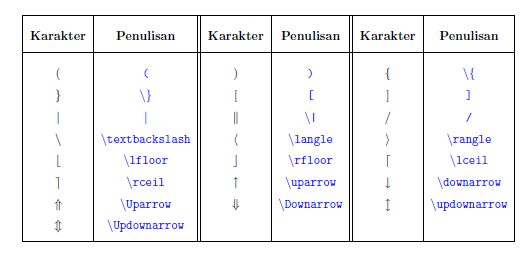 Karakter Penulisan Karakter Penulisan Karakter Penulisan
( ( ) ) { \{
} \} [ [ ] ]
| | ‖ \| / /
\ \textbackslash ⟨ \langle ⟩ \rangle
⌊ \lfloor ⌋ \rfloor ⌈ \lceil
⌉ \rceil ↑ \uparrow ↓ \downarrow
⇑ \Uparrow ⇓ \Downarrow ↕ \updownarrow
⇕ \Updownarrow